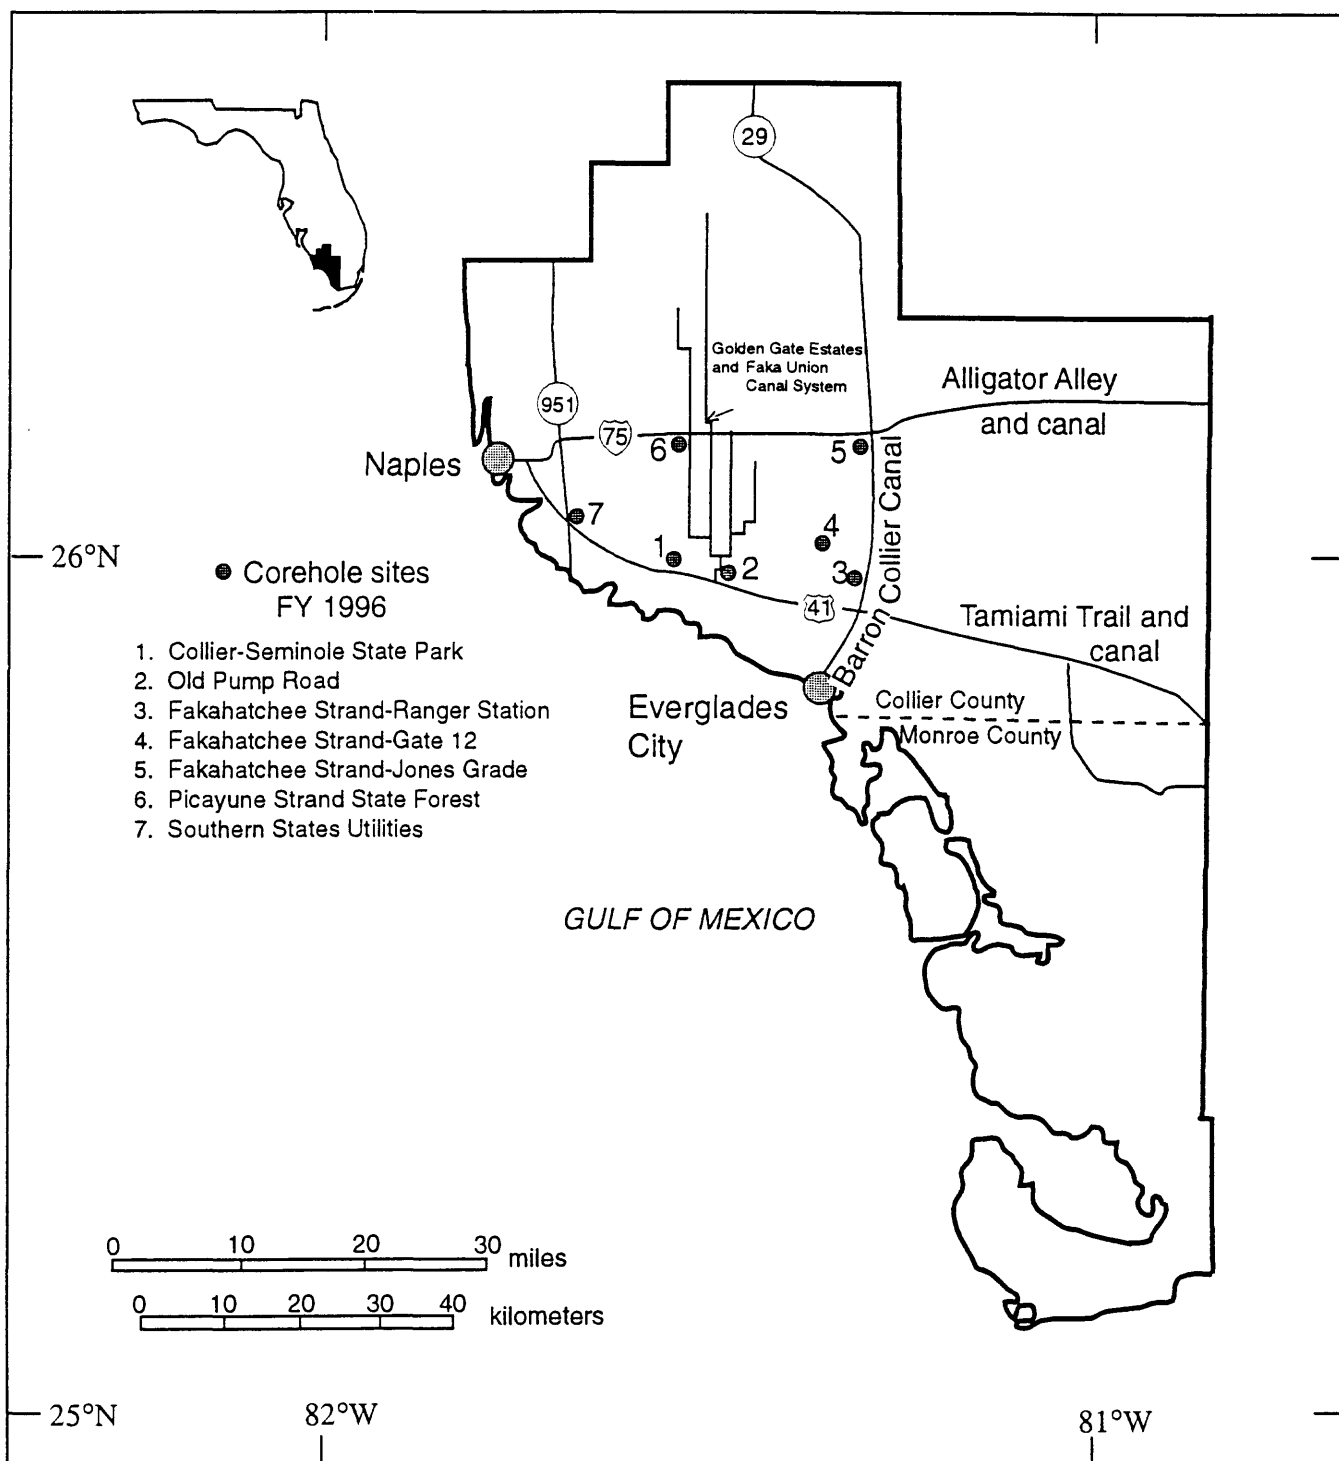 29
Golden Gate Estates
and Faka Union
Canal System
Alligator Alley
and canal
951
75
6
5
Naples
Barron Collier Canal
7
4
26°N
1
2
3
Corehole sites
FY 1996
41
Tamiami Trail and
canal
1. Collier-Seminole State Park
2. Old Pump Road
3. Fakahatchee Strand-Ranger Station
4. Fakahatchee Strand-Gate 12
5. Fakahatchee Strand-Jones Grade
6. Picayune Strand State Forest
7. Southern States Utilities
Everglades
City
Collier County
Monroe County
GULF OF MEXICO
0 10 20 30 miles
0 10 20 30 40 kilometers
25°N
82°W
81°W